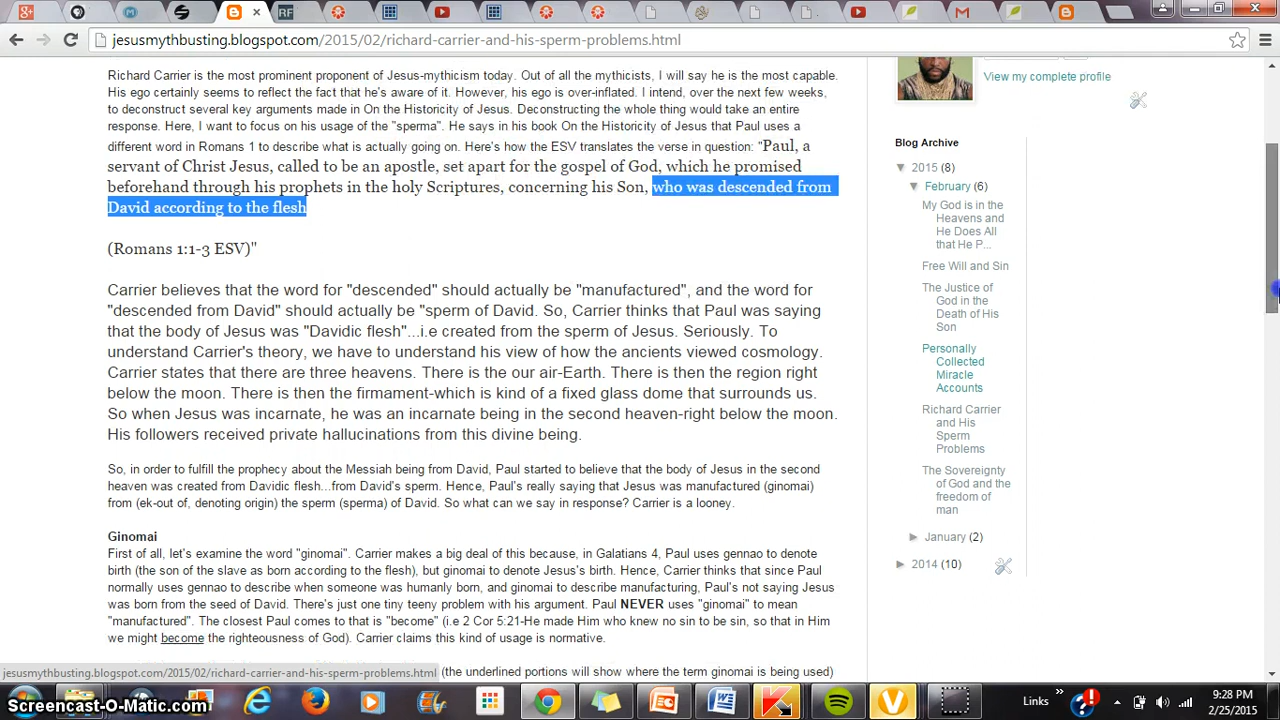 jesusmythbusting.blogspot.com/2015/02/richard-carrier-and-his-sperm-problems.html
Richard Carrier is the most prominent proponent of Jesus-mythicism today. Out of all the mythicists, I will say he is the most capable.
His ego certainly seems to reflect the fact that he's aware of it. However, his ego is over-inflated. I intend, over the next few weeks,
to deconstruct several key arguments made in On the Historicity of Jesus. Deconstructing the whole thing would take an entire
response. Here, I want to focus on his usage of the "sperma". He says in his book On the Historicity of Jesus that Paul uses a
different word in Romans 1 to describe what is actually going on. Here's how the ESV translates the verse in question: "Paul, a
servant of Christ Jesus, called to be an apostle, set apart for the gospel of God, which he promised
beforehand through his prophets in the holy Scriptures, concerning his Son, who was descended from
David according to the flesh
(Romans 1:1-3 ESV)"
Carrier believes that the word for "descended" should actually be "manufactured", and the word for
"descended from David" should actually be "sperm of David. So, Carrier thinks that Paul was saying
that the body of Jesus was "Davidic flesh"...i.e created from the sperm of Jesus. Seriously. To
understand Carrier's theory, we have to understand his view of how the ancients viewed cosmology.
Carrier states that there are three heavens. There is the our air-Earth. There is then the region right
below the moon. There is then the firmament-which is kind of a fixed glass dome that surrounds us.
So when Jesus was incarnate, he was an incarnate being in the second heaven-right below the moon.
His followers received private hallucinations from this divine being.
So, in order to fulfill the prophecy about the Messiah being from David, Paul started to believe that the body of Jesus in the second
heaven was created from Davidic flesh...from David's sperm. Hence, Paul's really saying that Jesus was manufactured (ginomai)
from (ek-out of, denoting origin) the sperm (sperma) of David. So what can we say in response? Carrier is a looney.
Ginomai
First of all, let's examine the word "ginomai". Carrier makes a big deal of this because, in Galatians 4, Paul uses gennao to denote
birth (the son of the slave as born according to the flesh), but ginomai to denote Jesus's birth. Hence, Carrier thinks that since Paul
normally uses gennao to describe when someone was humanly born, and ginomai to describe manufacturing, Paul's not saying Jesus
was born from the seed of David. There's just one tiny teeny problem with his argument. Paul NEVER uses "ginomai" to mean
"manufactured". The closest Paul comes to that is "become" (i.e 2 Cor 5:21-He made Him who knew no sin to be sin, so that in Him
we might become the righteousness of God). Carrier claims this kind of usage is normative.
(the underlined portions will show where the term ginomai is being used)
View my complete profile
Blog Archive
▼ 2015 (8)
▼ February (6)
My God is in the
Heavens and
He Does All
that He P...
Free Will and Sin
The Justice of
God in the
Death of His
Son
Personally
Collected
Miracle
Accounts
Richard Carrier
and His
Sperm
Problems
The Sovereignty
of God and the
freedom of
man
► January (2)
► 2014 (10)
jesusmythbusting.blogspot.com/2015/02/richard-carrier-and-his-sperm-problems.html
Screencast-O-Matic.com
Links
9:28 PM
2/25/2015